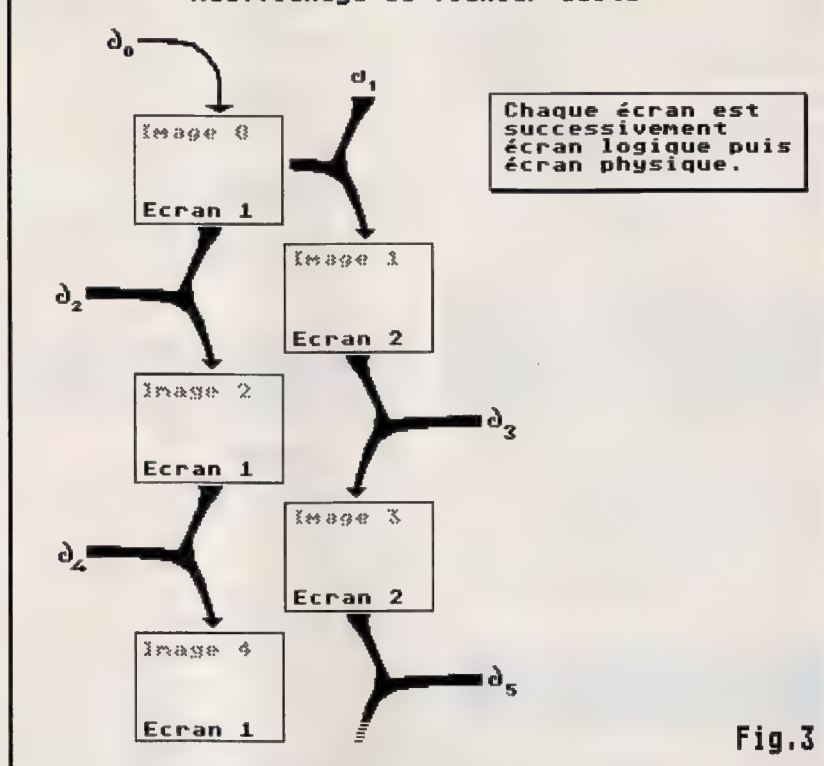 ∂₀
∂₁
Image 0
Ecran 1
Chaque écran est
successivement
écran logique puis
écran physique.
Image 1
Ecran 2
∂₂
Image 2
Ecran 1
∂₃
Image 3
Ecran 2
∂₄
Image 4
Ecran 1
∂₅
Fig.3